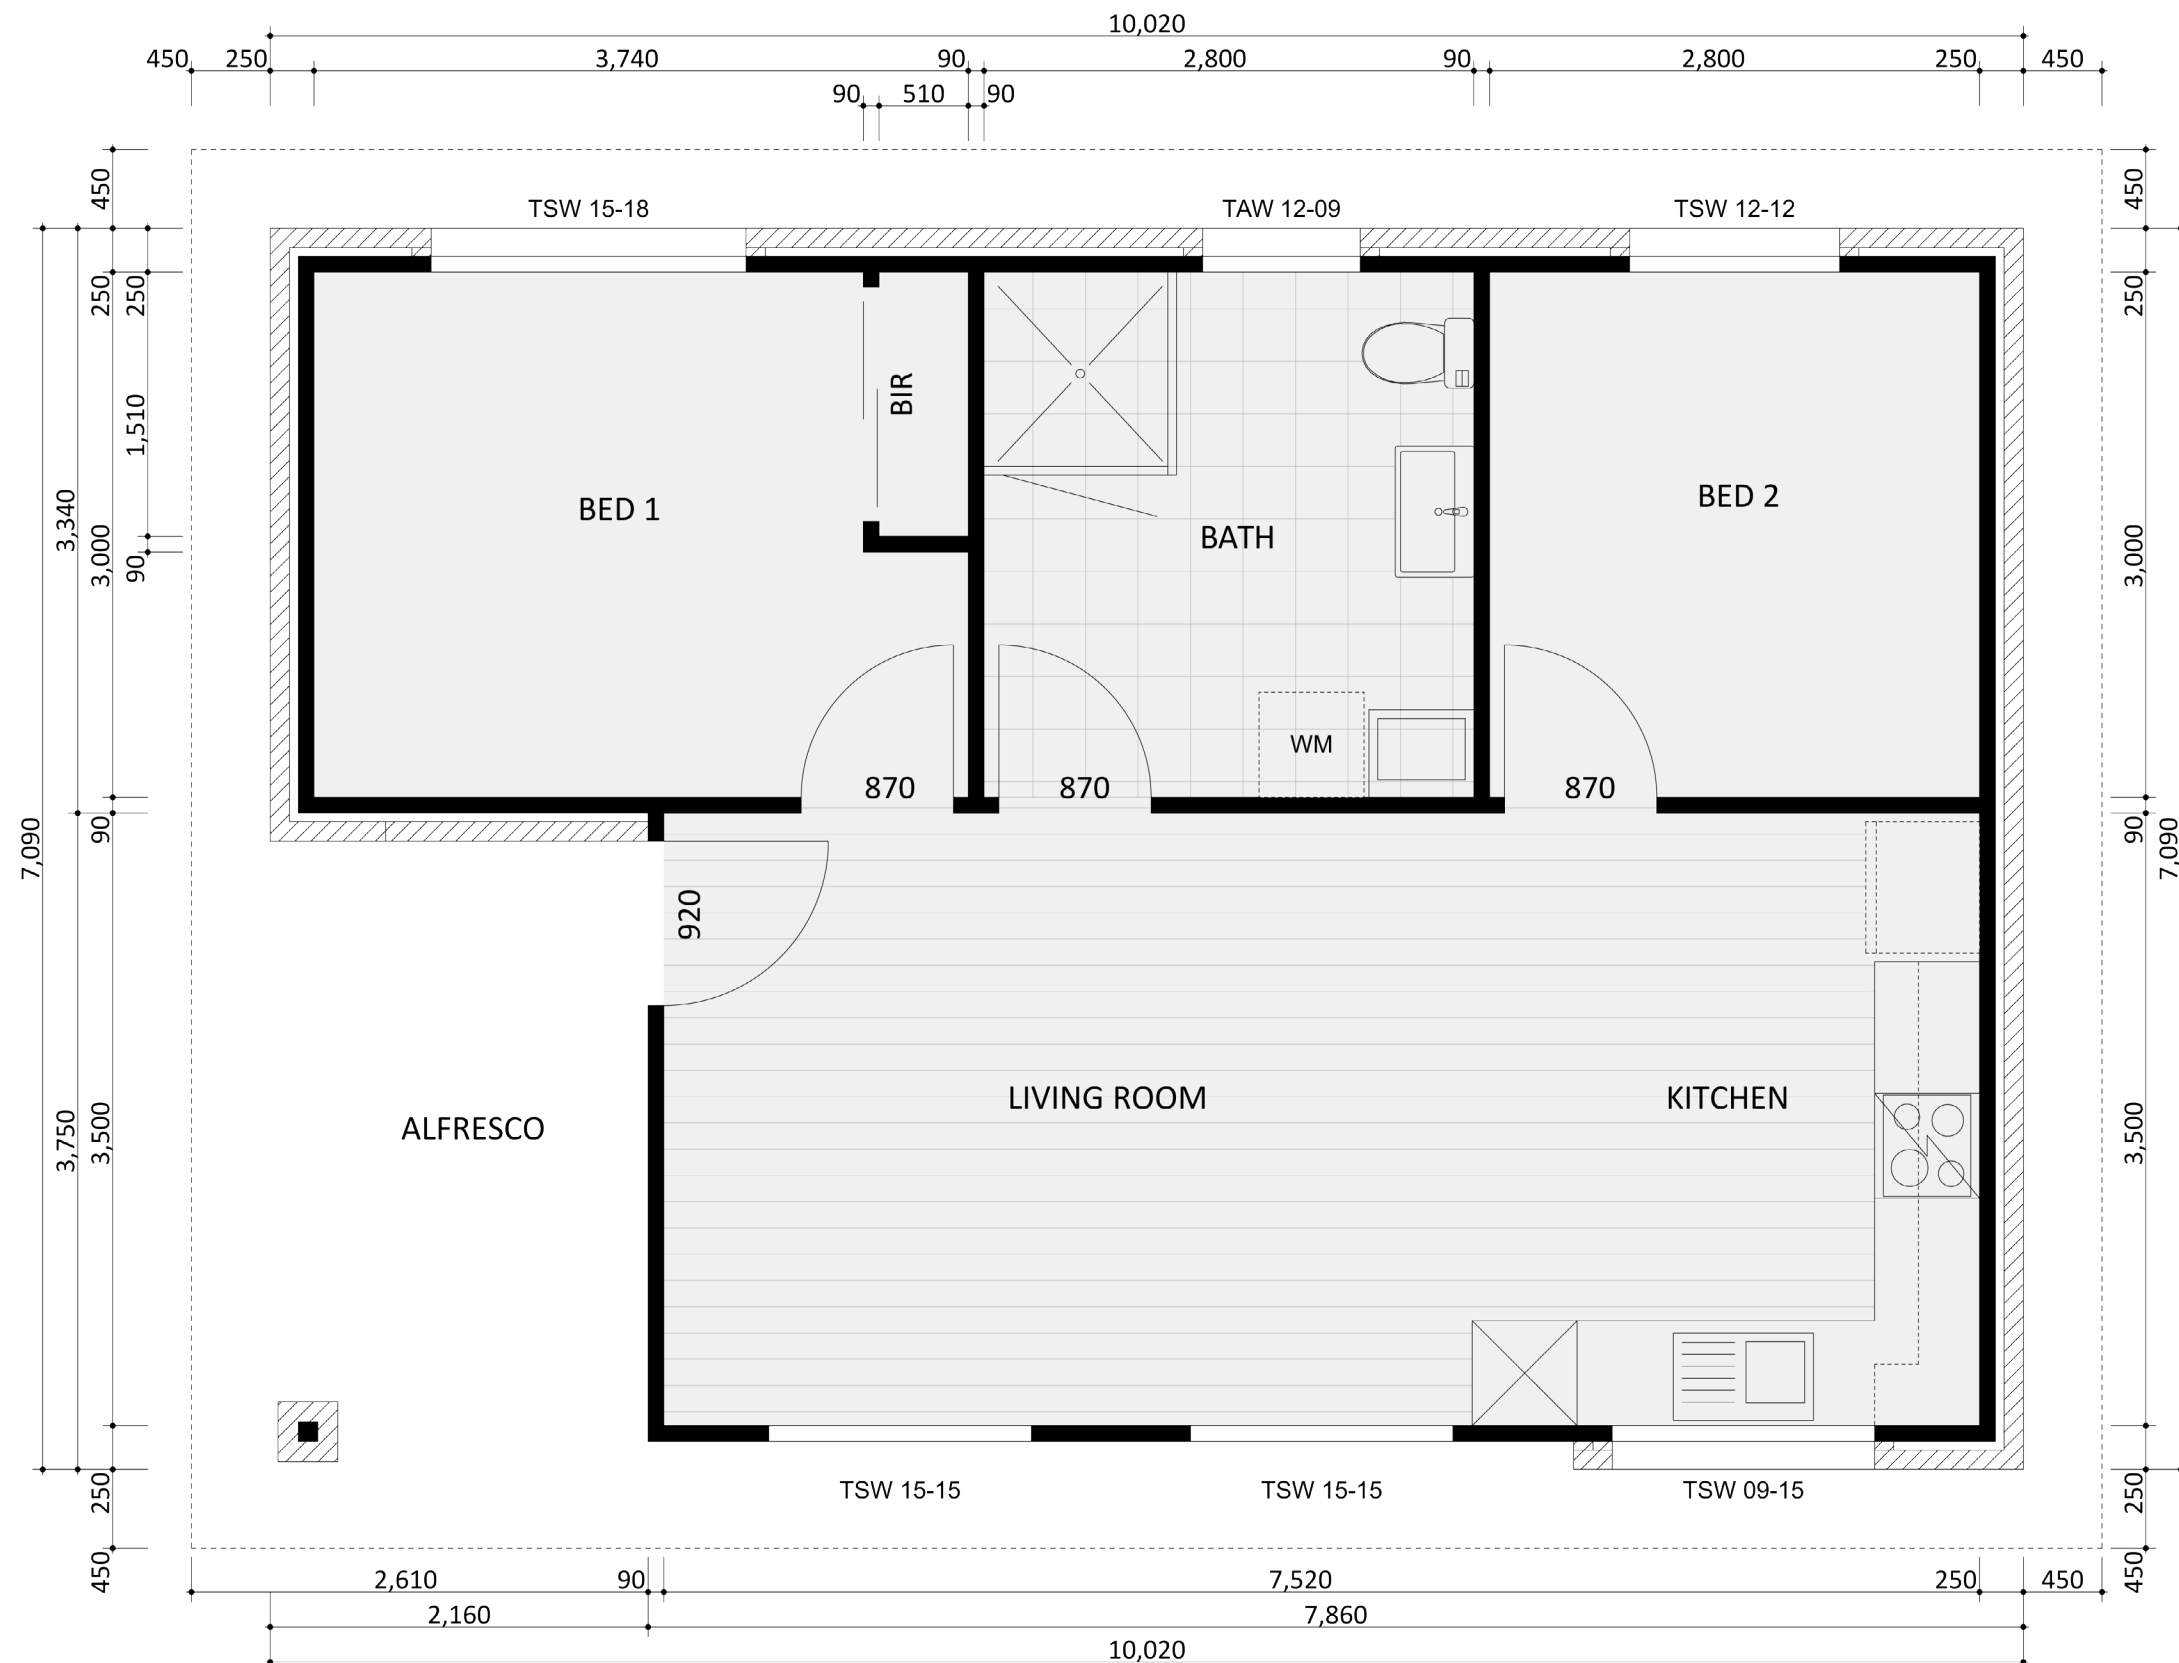 10,020
450 250 3,740 90 2,800 90 2,800 250 450
90 510 90
450
450
TSW 15-18 TAW 12-09 TSW 12-12
250 250
250
1,510
BIR
3,340
3,000
90
3,000
BED 1
BATH
BED 2
WM
870 870 870
7,090
90
90
7,090
920
3,750
3,500
3,500
ALFRESCO
LIVING ROOM
KITCHEN
250
250
TSW 15-15 TSW 15-15 TSW 09-15
450
450
2,610 90 7,520 250 450
2,160 7,860
10,020